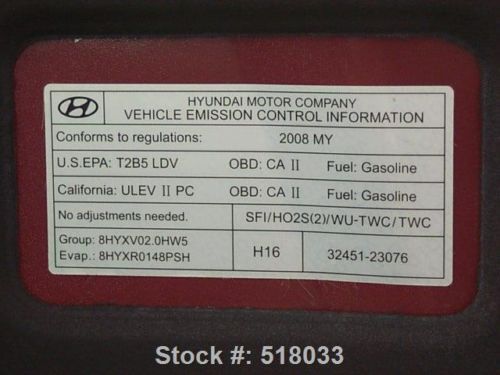 HYUNDAI MOTOR COMPANY
VEHICLE EMISSION CONTROL INFORMATION
Conforms to regulations: 2008 MY
U.S.EPA: T2B5 LDV OBD: CA II Fuel: Gasoline
California: ULEV II PC OBD: CA II Fuel: Gasoline
No adjustments needed. SFI/HO2S(2)/WU-TWC/TWC
Group: 8HYXV02.0HW5
Evap.: 8HYXR0148PSH
H16 32451-23076
Stock #: 518033